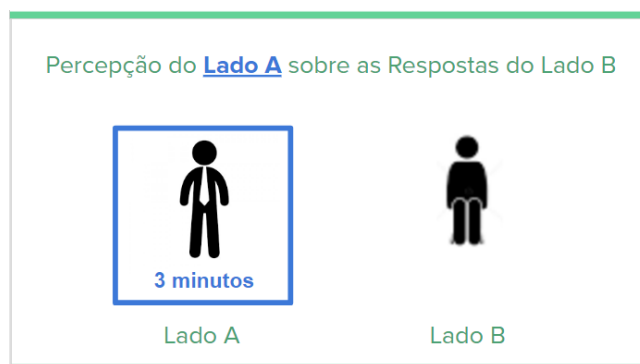 Percepção do Lado A sobre as Respostas do Lado B
3 minutos
Lado A
Lado B